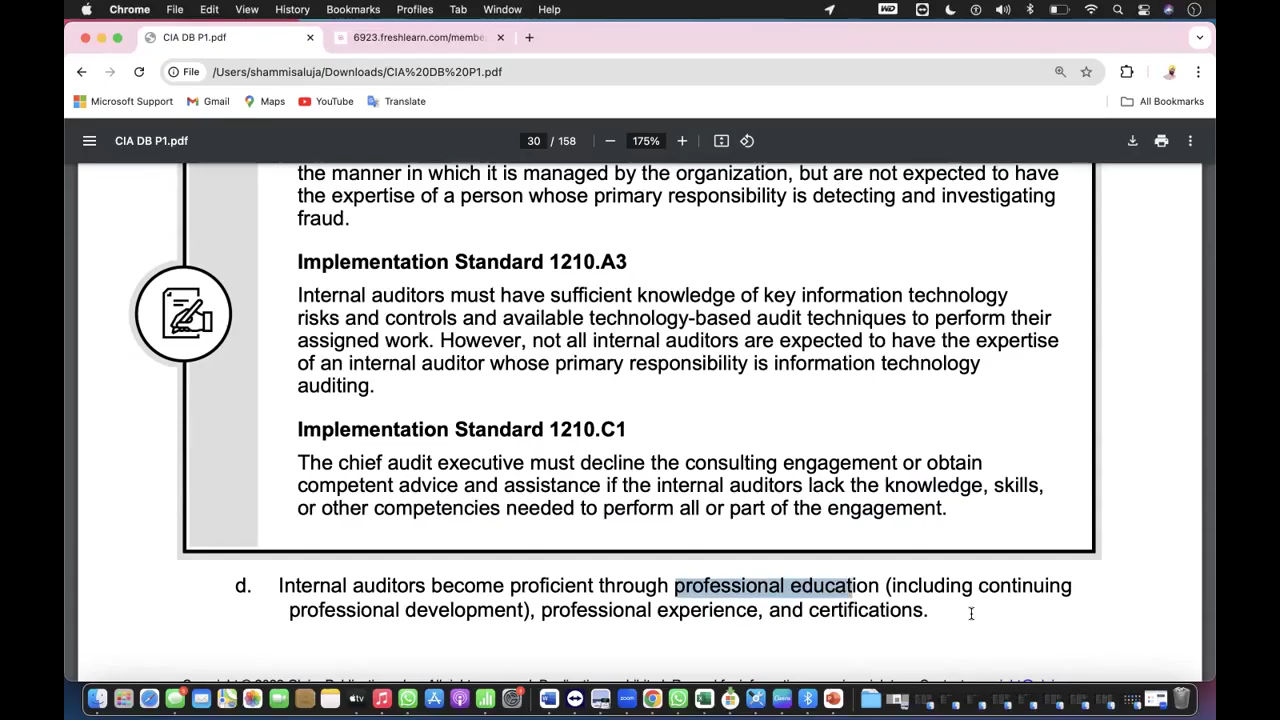 Chrome File Edit View History Bookmarks Profiles Tab Window Help
CIA DB P1.pdf
6923.freshlearn.com/membe
File /Users/shammisaluja/Downloads/CIA%20DB%20P1.pdf
Microsoft Support Gmail Maps YouTube Translate All Bookmarks
CIA DB P1.pdf 30 / 158 175%
the manner in which it is managed by the organization, but are not expected to have
the expertise of a person whose primary responsibility is detecting and investigating
fraud.
Implementation Standard 1210.A3
Internal auditors must have sufficient knowledge of key information technology
risks and controls and available technology-based audit techniques to perform their
assigned work. However, not all internal auditors are expected to have the expertise
of an internal auditor whose primary responsibility is information technology
auditing.
Implementation Standard 1210.C1
The chief audit executive must decline the consulting engagement or obtain
competent advice and assistance if the internal auditors lack the knowledge, skills,
or other competencies needed to perform all or part of the engagement.
d. Internal auditors become proficient through professional education (including continuing
professional development), professional experience, and certifications.